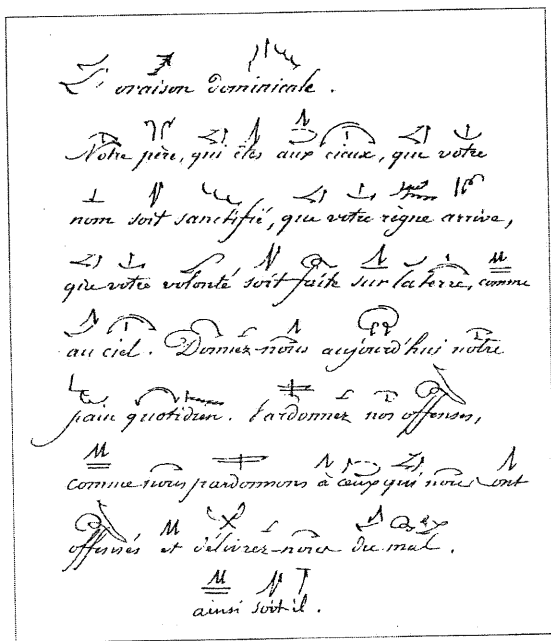 L'oraison dominicale.
Notre père, qui êtes aux cieux, que votre
nom soit sanctifié, que votre règne arrive,
que votre volonté soit faite sur la terre, comme
au ciel. Donnez-nous aujourd'hui notre
pain quotidien. Pardonnez nos offenses,
comme nous pardonnons à ceux qui nous ont
offensés et délivrez-nous du mal.
ainsi soit il.